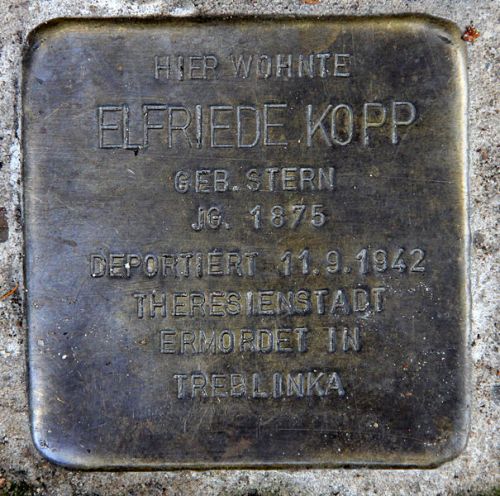 HIER WOHNTE
ELFRIEDE KOPP
GEB. STERN
JG. 1875
DEPORTIERT 11.9.1942
THERESIENSTADT
ERMORDET IN
TREBLINKA